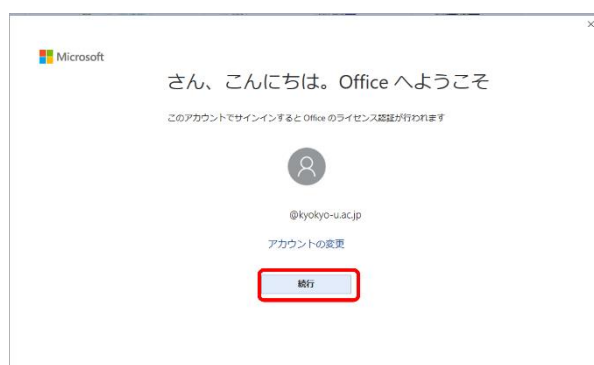 Microsoft
さん、こんにちは。Office へようこそ
このアカウントでサインインすると Office のライセンス認証が行われます
@kyokyo-u.ac.jp
アカウントの変更
続行